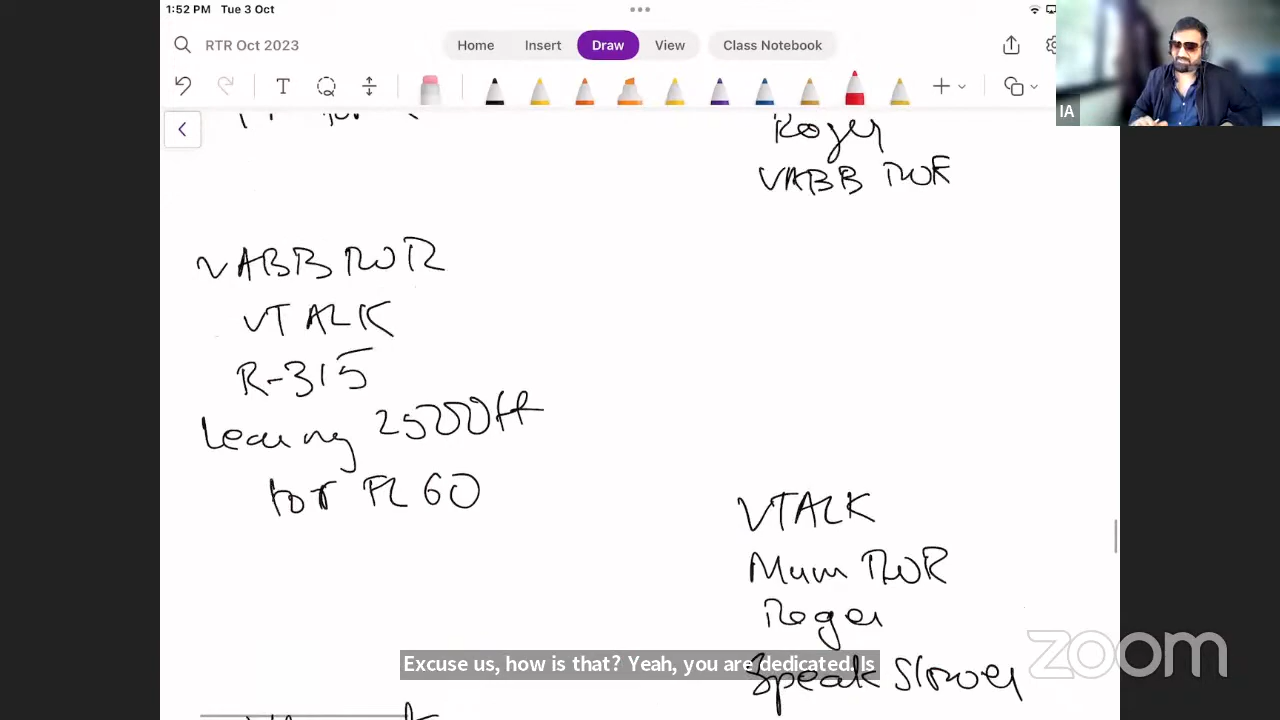 1:52 PM Tue 3 Oct
RTR Oct 2023
Home Insert Draw View Class Notebook
IA
Roger
VABB TWR
VABB TWR
VTALK
R-315
Leaving 2500ft
for FL 60
VTALK
Mum TWR
Roger
Speak Slower
Excuse us, how is that? Yeah, you are dedicated. Is
zoom